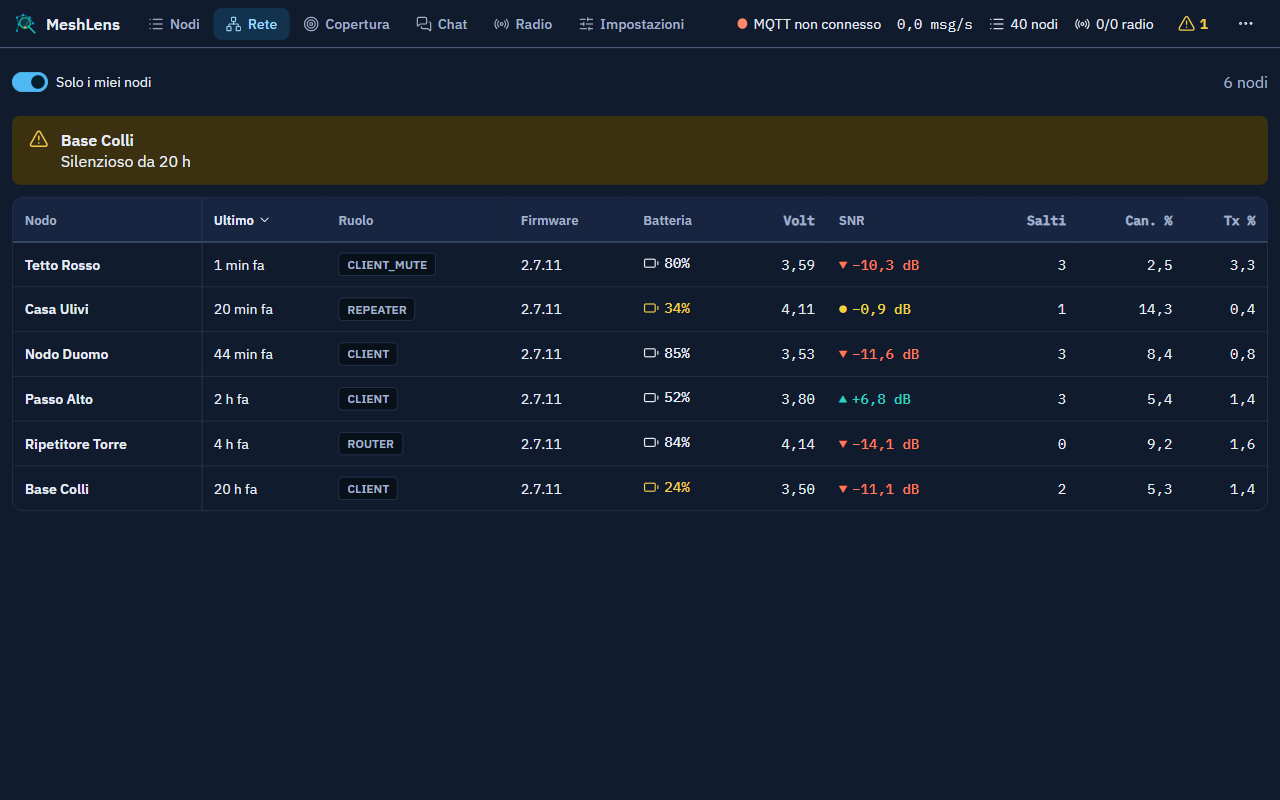 MeshLens Nodi Rete Copertura Chat Radio Impostazioni MQTT non connesso 0,0 msg/s 40 nodi 0/0 radio 1
Solo i miei nodi 6 nodi
Base Colli
Silenzioso da 20 h
Nodo Ultimo Ruolo Firmware Batteria Volt SNR Salti Can. % Tx %
Tetto Rosso 1 min fa CLIENT_MUTE 2.7.11 80% 3,59 −10,3 dB 3 2,5 3,3
Casa Ulivi 20 min fa REPEATER 2.7.11 34% 4,11 −0,9 dB 1 14,3 0,4
Nodo Duomo 44 min fa CLIENT 2.7.11 85% 3,53 −11,6 dB 3 8,4 0,8
Passo Alto 2 h fa CLIENT 2.7.11 52% 3,80 +6,8 dB 3 5,4 1,4
Ripetitore Torre 4 h fa ROUTER 2.7.11 84% 4,14 −14,1 dB 0 9,2 1,6
Base Colli 20 h fa CLIENT 2.7.11 24% 3,50 −11,1 dB 2 5,3 1,4